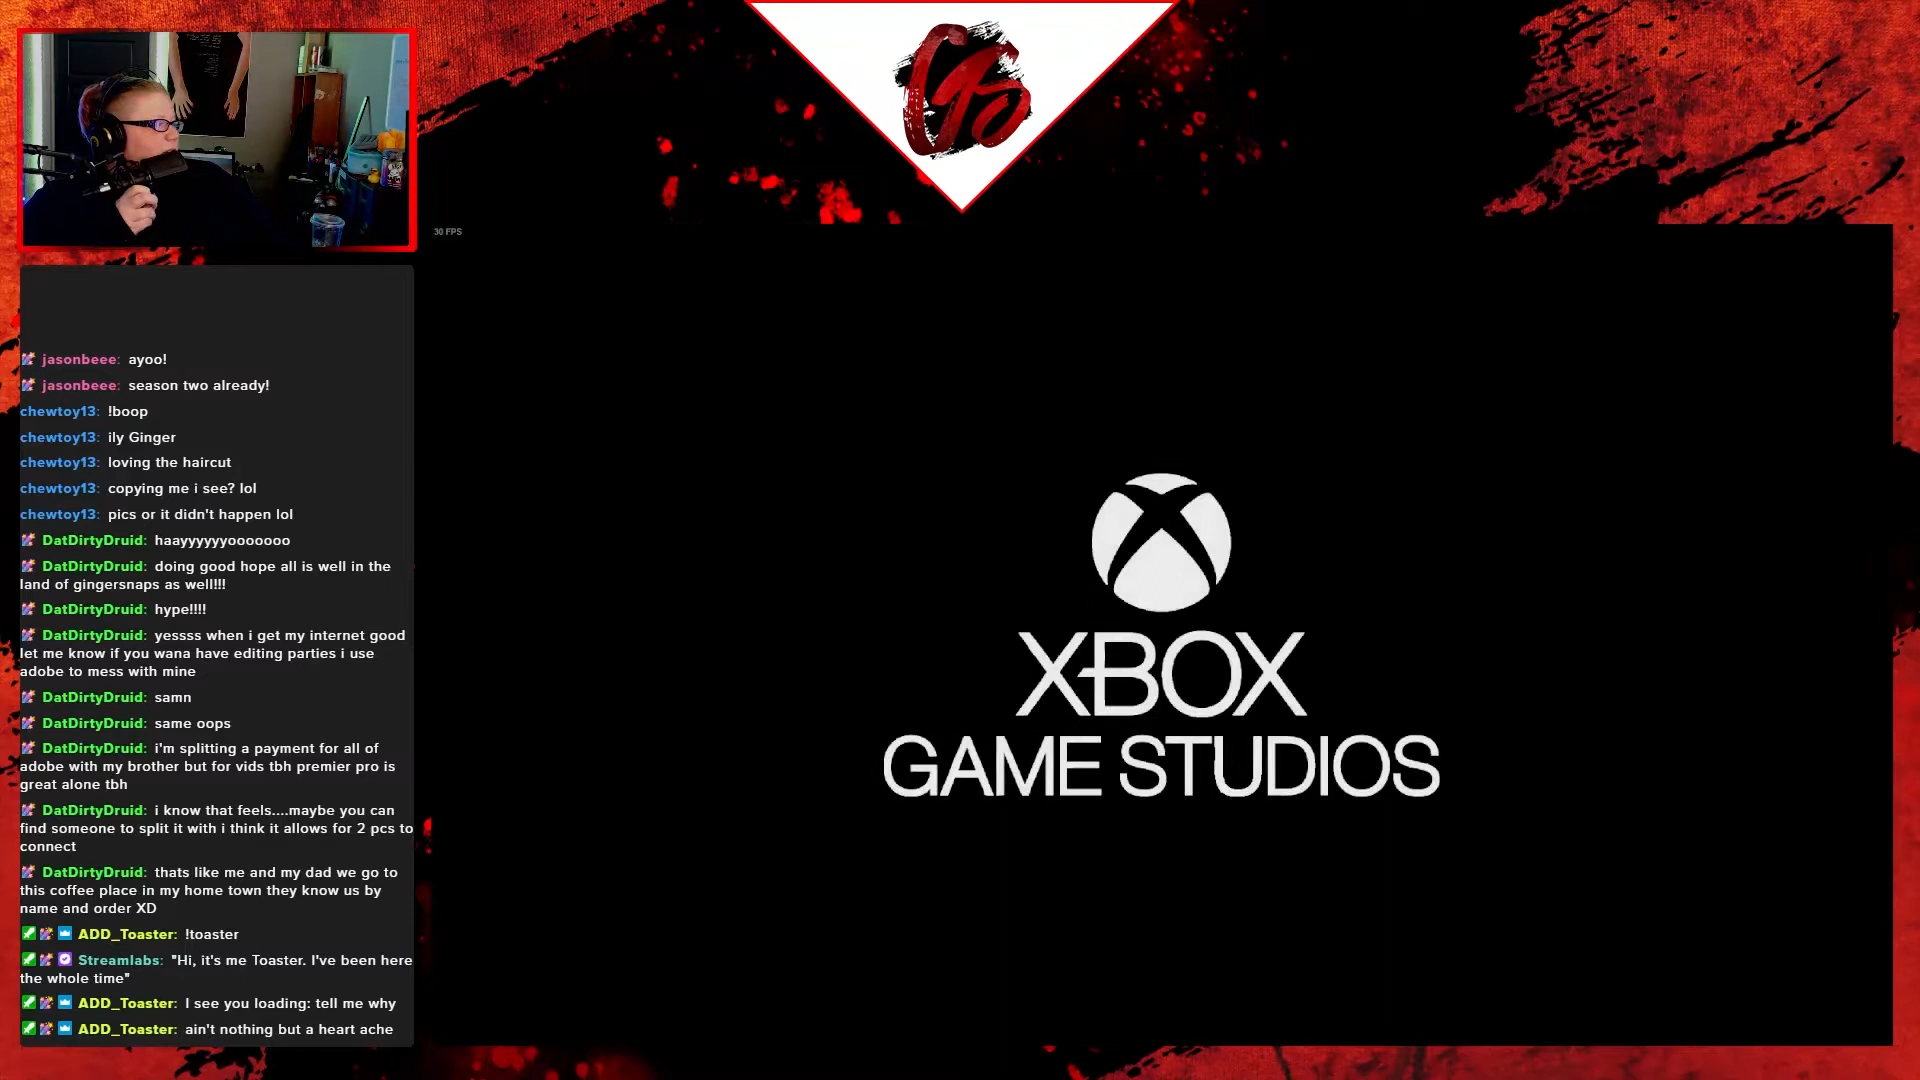 GS
30 FPS
jasonbeee: ayoo!
jasonbeee: season two already!
chewtoy13: !boop
chewtoy13: ily Ginger
chewtoy13: loving the haircut
chewtoy13: copying me i see? lol
chewtoy13: pics or it didn't happen lol
DatDirtyDruid: haayyyyyyooooooo
DatDirtyDruid: doing good hope all is well in the
land of gingersnaps as well!!!
DatDirtyDruid: hype!!!!
DatDirtyDruid: yessss when i get my internet good
let me know if you wana have editing parties i use
adobe to mess with mine
DatDirtyDruid: samn
DatDirtyDruid: same oops
DatDirtyDruid: i'm splitting a payment for all of
adobe with my brother but for vids tbh premier pro is
great alone tbh
DatDirtyDruid: i know that feels....maybe you can
find someone to split it with i think it allows for 2 pcs to
connect
DatDirtyDruid: thats like me and my dad we go to
this coffee place in my home town they know us by
name and order XD
ADD_Toaster: !toaster
Streamlabs: "Hi, it's me Toaster. I've been here
the whole time"
ADD_Toaster: I see you loading: tell me why
ADD_Toaster: ain't nothing but a heart ache
XBOX
GAME STUDIOS